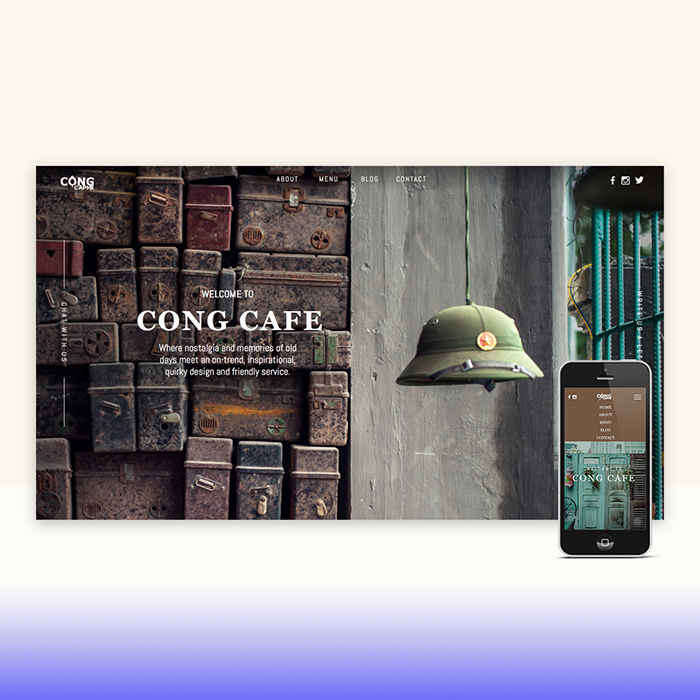 CÔNG
CAPHE
ABOUT MENU BLOG CONTACT
CHAT WITH US
WELCOME TO
CONG CAFE
Where nostalgia and memories of old
days meet an on-trend, inspirational,
quirky design and friendly service.
WRITE US A
CÔNG
HOME
ABOUT
MENU
BLOG
CONTACT
WELCOME TO
CONG CAFE